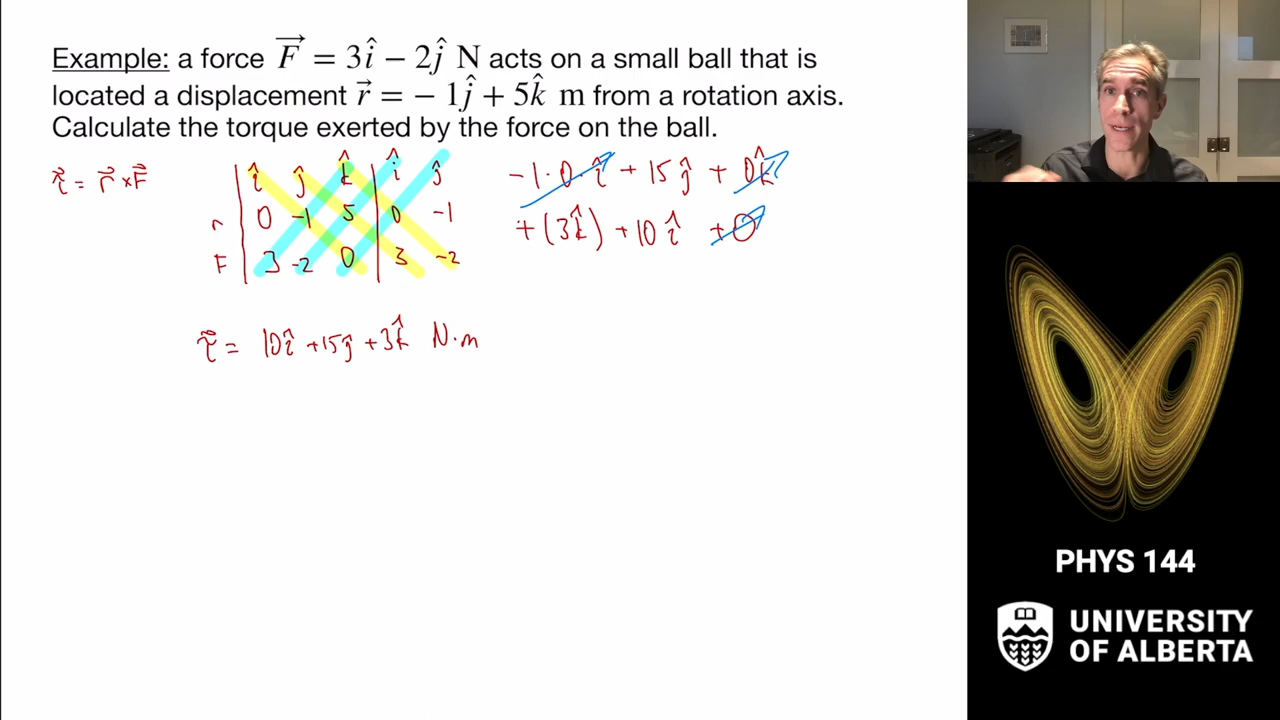 Example: a force F⃗ = 3î − 2ĵ N acts on a small ball that is
located a displacement r⃗ = − 1ĵ + 5k̂ m from a rotation axis.
Calculate the torque exerted by the force on the ball.
τ⃗ = r⃗ × F⃗
î ĵ k̂ î ĵ
r 0 -1 5 0 -1
F 3 -2 0 3 -2
-1·0·î + 15ĵ + 0k̂
+(3k̂) + 10î + 0
τ⃗ = 10î + 15ĵ + 3k̂ N·m
PHYS 144
UNIVERSITY
OF ALBERTA